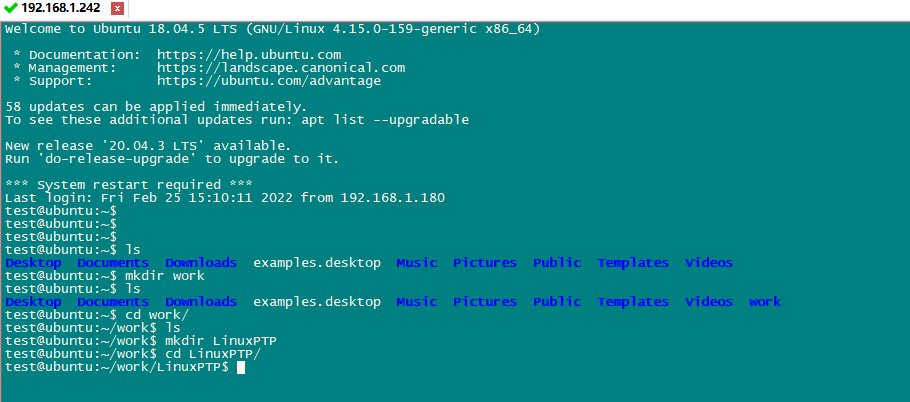 192.168.1.242 x
Welcome to Ubuntu 18.04.5 LTS (GNU/Linux 4.15.0-159-generic x86_64)
* Documentation:  https://help.ubuntu.com
* Management:     https://landscape.canonical.com
* Support:        https://ubuntu.com/advantage
58 updates can be applied immediately.
To see these additional updates run: apt list --upgradable
New release '20.04.3 LTS' available.
Run 'do-release-upgrade' to upgrade to it.
*** System restart required ***
Last login: Fri Feb 25 15:10:11 2022 from 192.168.1.180
test@ubuntu:~$
test@ubuntu:~$
test@ubuntu:~$
test@ubuntu:~$ ls
Desktop  Documents  Downloads  examples.desktop  Music  Pictures  Public  Templates  Videos
test@ubuntu:~$ mkdir work
test@ubuntu:~$ ls
Desktop  Documents  Downloads  examples.desktop  Music  Pictures  Public  Templates  Videos  work
test@ubuntu:~$ cd work/
test@ubuntu:~/work$ ls
test@ubuntu:~/work$ mkdir LinuxPTP
test@ubuntu:~/work$ cd LinuxPTP/
test@ubuntu:~/work/LinuxPTP$